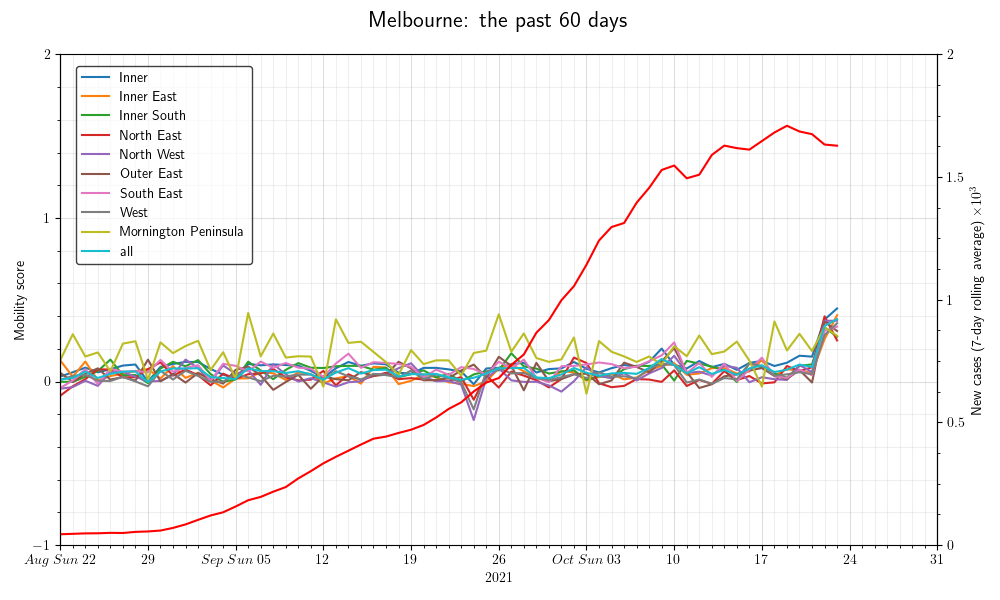 Melbourne: the past 60 days
Inner
Inner East
Inner South
North East
North West
Outer East
South East
West
Mornington Peninsula
all
2
1
0
−1
Mobility score
2
1.5
1
0.5
0
New cases (7-day rolling average) ×10³
Aug Sun 22 29 Sep Sun 05 12 19 26 Oct Sun 03 10 17 24 31
2021